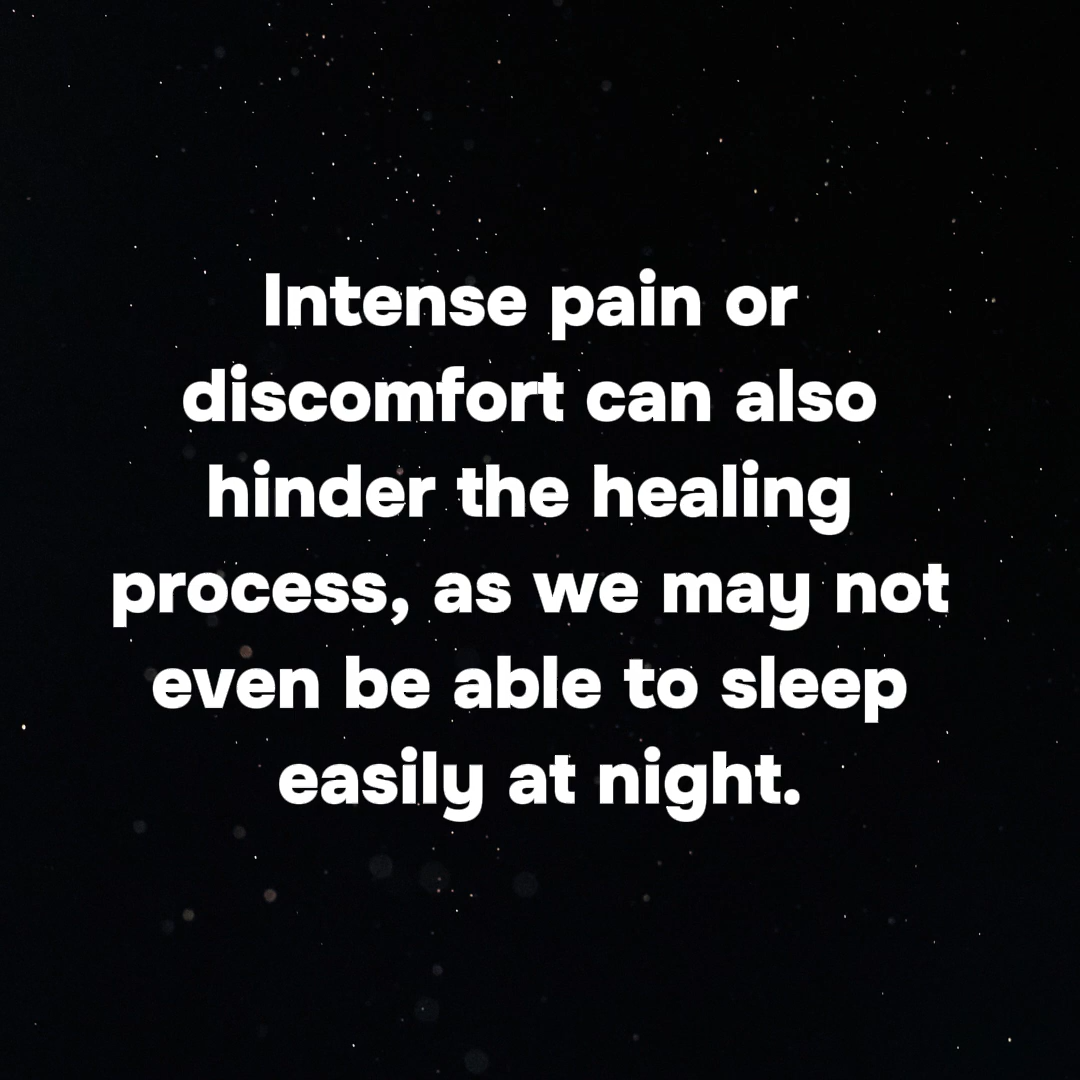 Intense pain or
discomfort can also
hinder the healing
process, as we may not
even be able to sleep
easily at night.